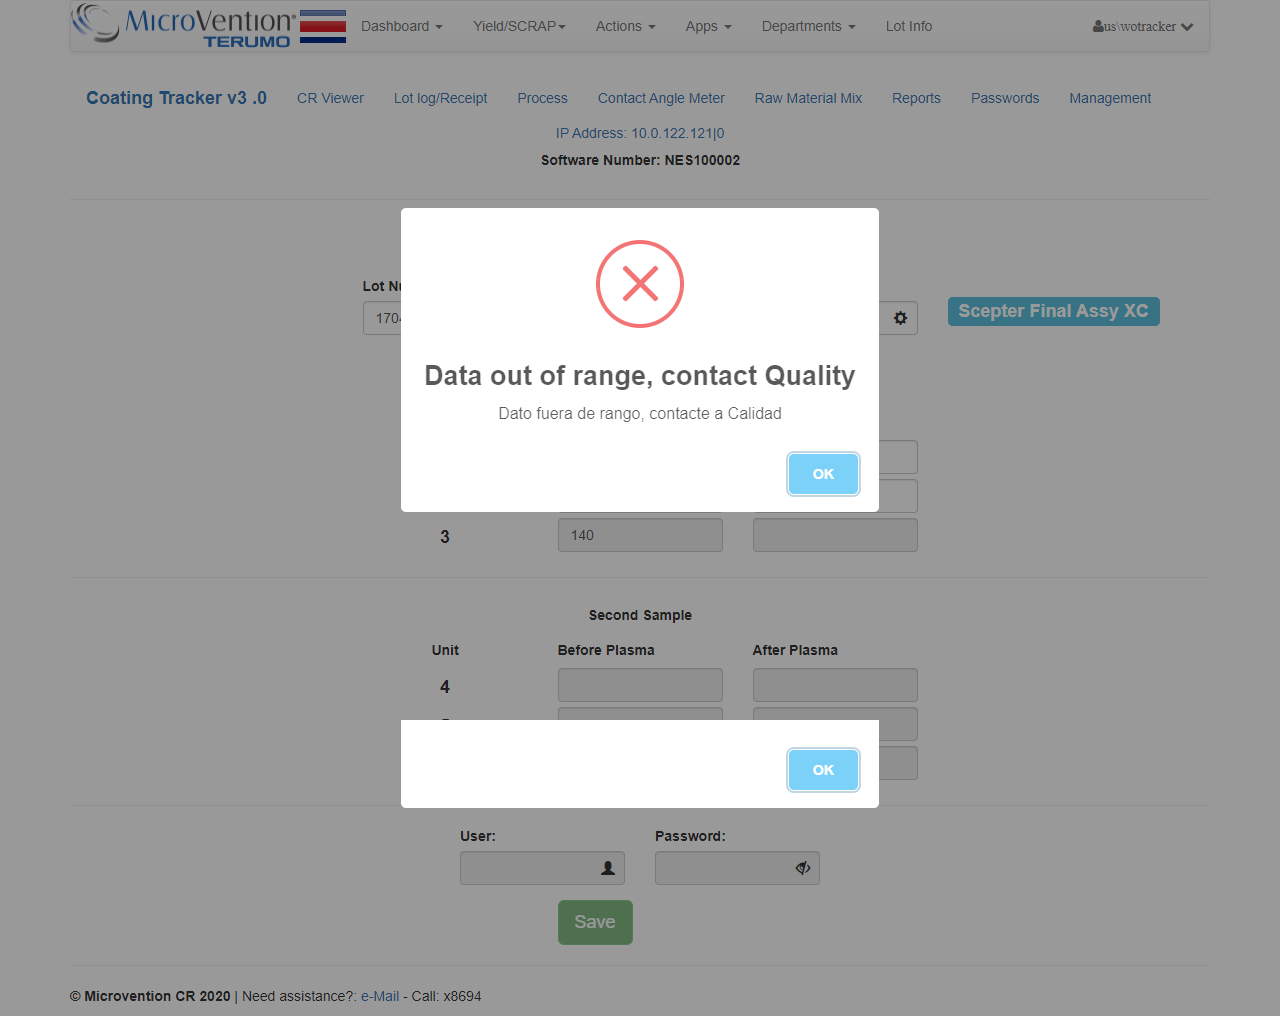 MicroVention
TERUMO
Dashboard Yield/SCRAP Actions Apps Departments Lot Info us\wotracker
Coating Tracker v3 .0 CR Viewer Lot log/Receipt Process Contact Angle Meter Raw Material Mix Reports Passwords Management
IP Address: 10.0.122.121|0
Software Number: NES100002
Lot
Scepter Final Assy XC
Data out of range, contact Quality
Dato fuera de rango, contacte a Calidad
OK
3 140
Second Sample
Unit Before Plasma After Plasma
4
OK
User: Password:
Save
© Microvention CR 2020 | Need assistance?: e-Mail - Call: x8694